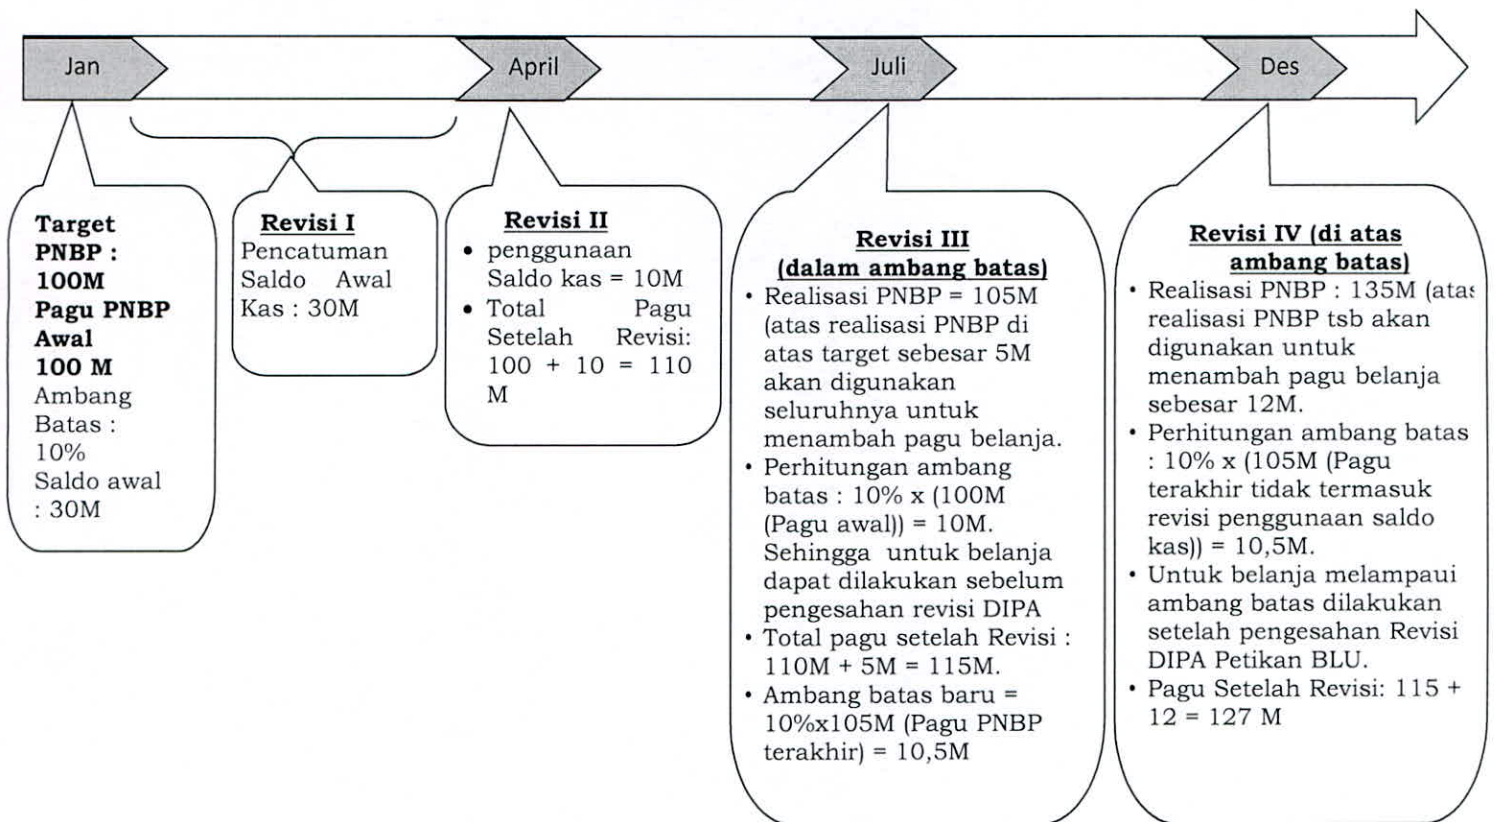 Jan
April
Juli
Des
Target
PNBP :
100M
Pagu PNBP
Awal
100 M
Ambang
Batas :
10%
Saldo awal
: 30M
Revisi I
Pencatuman
Saldo Awal
Kas : 30M
Revisi II
• penggunaan
Saldo kas = 10M
• Total Pagu
Setelah Revisi:
100 + 10 = 110
M
Revisi III
(dalam ambang batas)
• Realisasi PNBP = 105M
(atas realisasi PNBP di
atas target sebesar 5M
akan digunakan
seluruhnya untuk
menambah pagu belanja.
• Perhitungan ambang
batas : 10% x (100M
(Pagu awal)) = 10M.
Sehingga untuk belanja
dapat dilakukan sebelum
pengesahan revisi DIPA
• Total pagu setelah Revisi :
110M + 5M = 115M.
• Ambang batas baru =
10%x105M (Pagu PNBP
terakhir) = 10,5M
Revisi IV (di atas
ambang batas)
• Realisasi PNBP : 135M (atas
realisasi PNBP tsb akan
digunakan untuk
menambah pagu belanja
sebesar 12M.
• Perhitungan ambang batas
: 10% x (105M (Pagu
terakhir tidak termasuk
revisi penggunaan saldo
kas)) = 10,5M.
• Untuk belanja melampaui
ambang batas dilakukan
setelah pengesahan Revisi
DIPA Petikan BLU.
• Pagu Setelah Revisi: 115 +
12 = 127 M